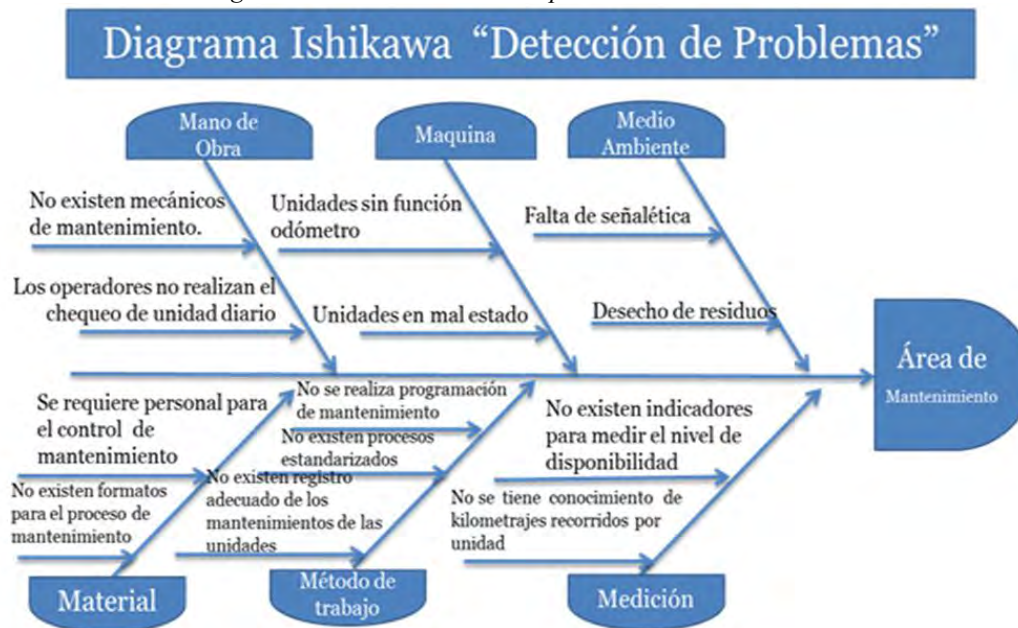 Diagrama Ishikawa “Detección de Problemas”
Mano de
Obra
Maquina
Medio
Ambiente
No existen mecánicos
de mantenimiento.
Unidades sin función
odómetro
Falta de señalética
Los operadores no realizan el
chequeo de unidad diario
Unidades en mal estado
Desecho de residuos
Área de
Mantenimiento
Se requiere personal para
el control de
mantenimiento
No se realiza programación
de mantenimiento
No existen indicadores
para medir el nivel de
disponibilidad
No existen procesos
estandarizados
No existen formatos
para el proceso de
mantenimiento
No existen registro
adecuado de los
mantenimientos de las
unidades
No se tiene conocimiento de
kilometrajes recorridos por
unidad
Material
Método de
trabajo
Medición